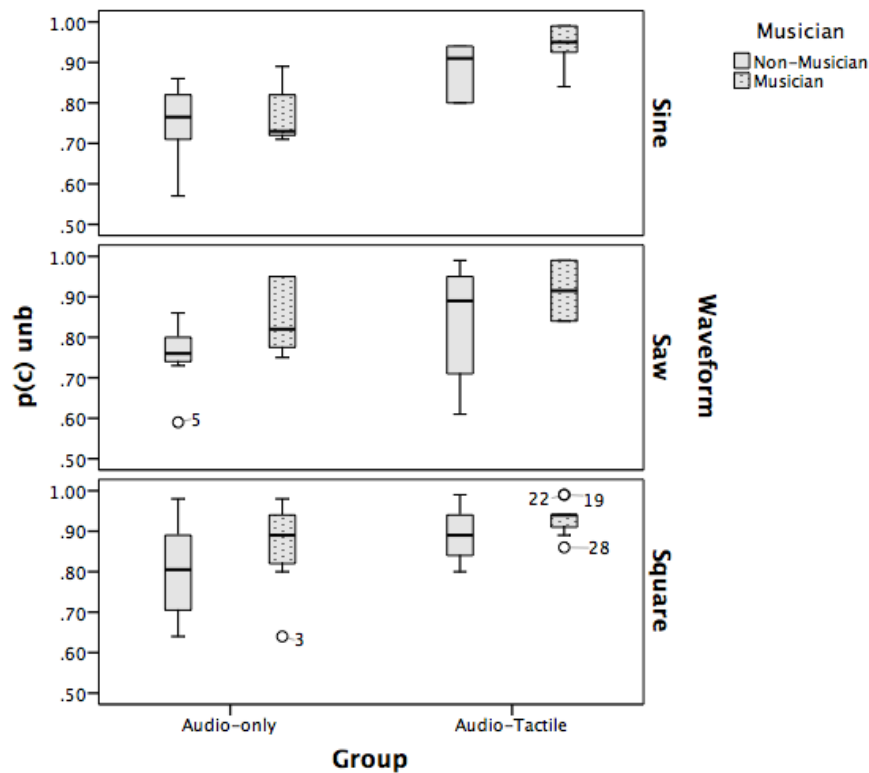 Musician
Non-Musician
Musician
1.00
.90
.80
.70
.60
.50
Sine
1.00
.90
.80
.70
.60
.50
5
Saw
1.00
.90
.80
.70
.60
.50
3
22 19
28
Square
p(c) unb
Waveform
Audio-only Audio-Tactile
Group